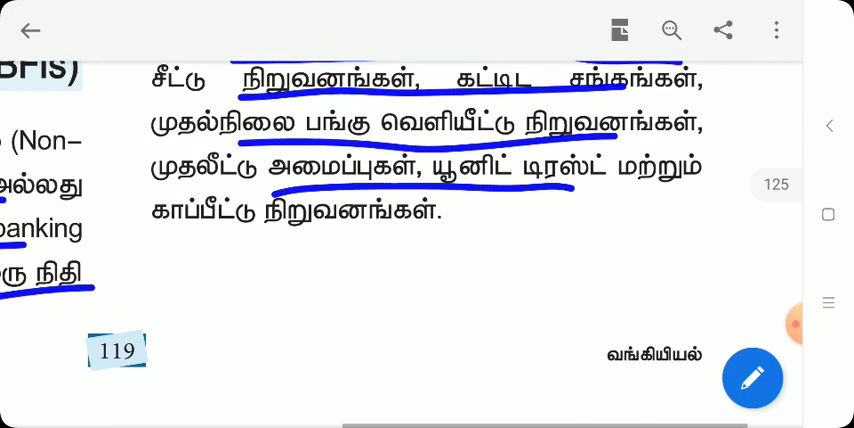 BFIs)
(Non-
அல்லது
banking
நிதி
சீட்டு நிறுவனங்கள், கட்டிட சங்கங்கள்,
முதல்நிலை பங்கு வெளியீட்டு நிறுவனங்கள்,
முதலீட்டு அமைப்புகள், யூனிட் டிரஸ்ட் மற்றும்
காப்பீட்டு நிறுவனங்கள்.
125
119
வங்கியியல்